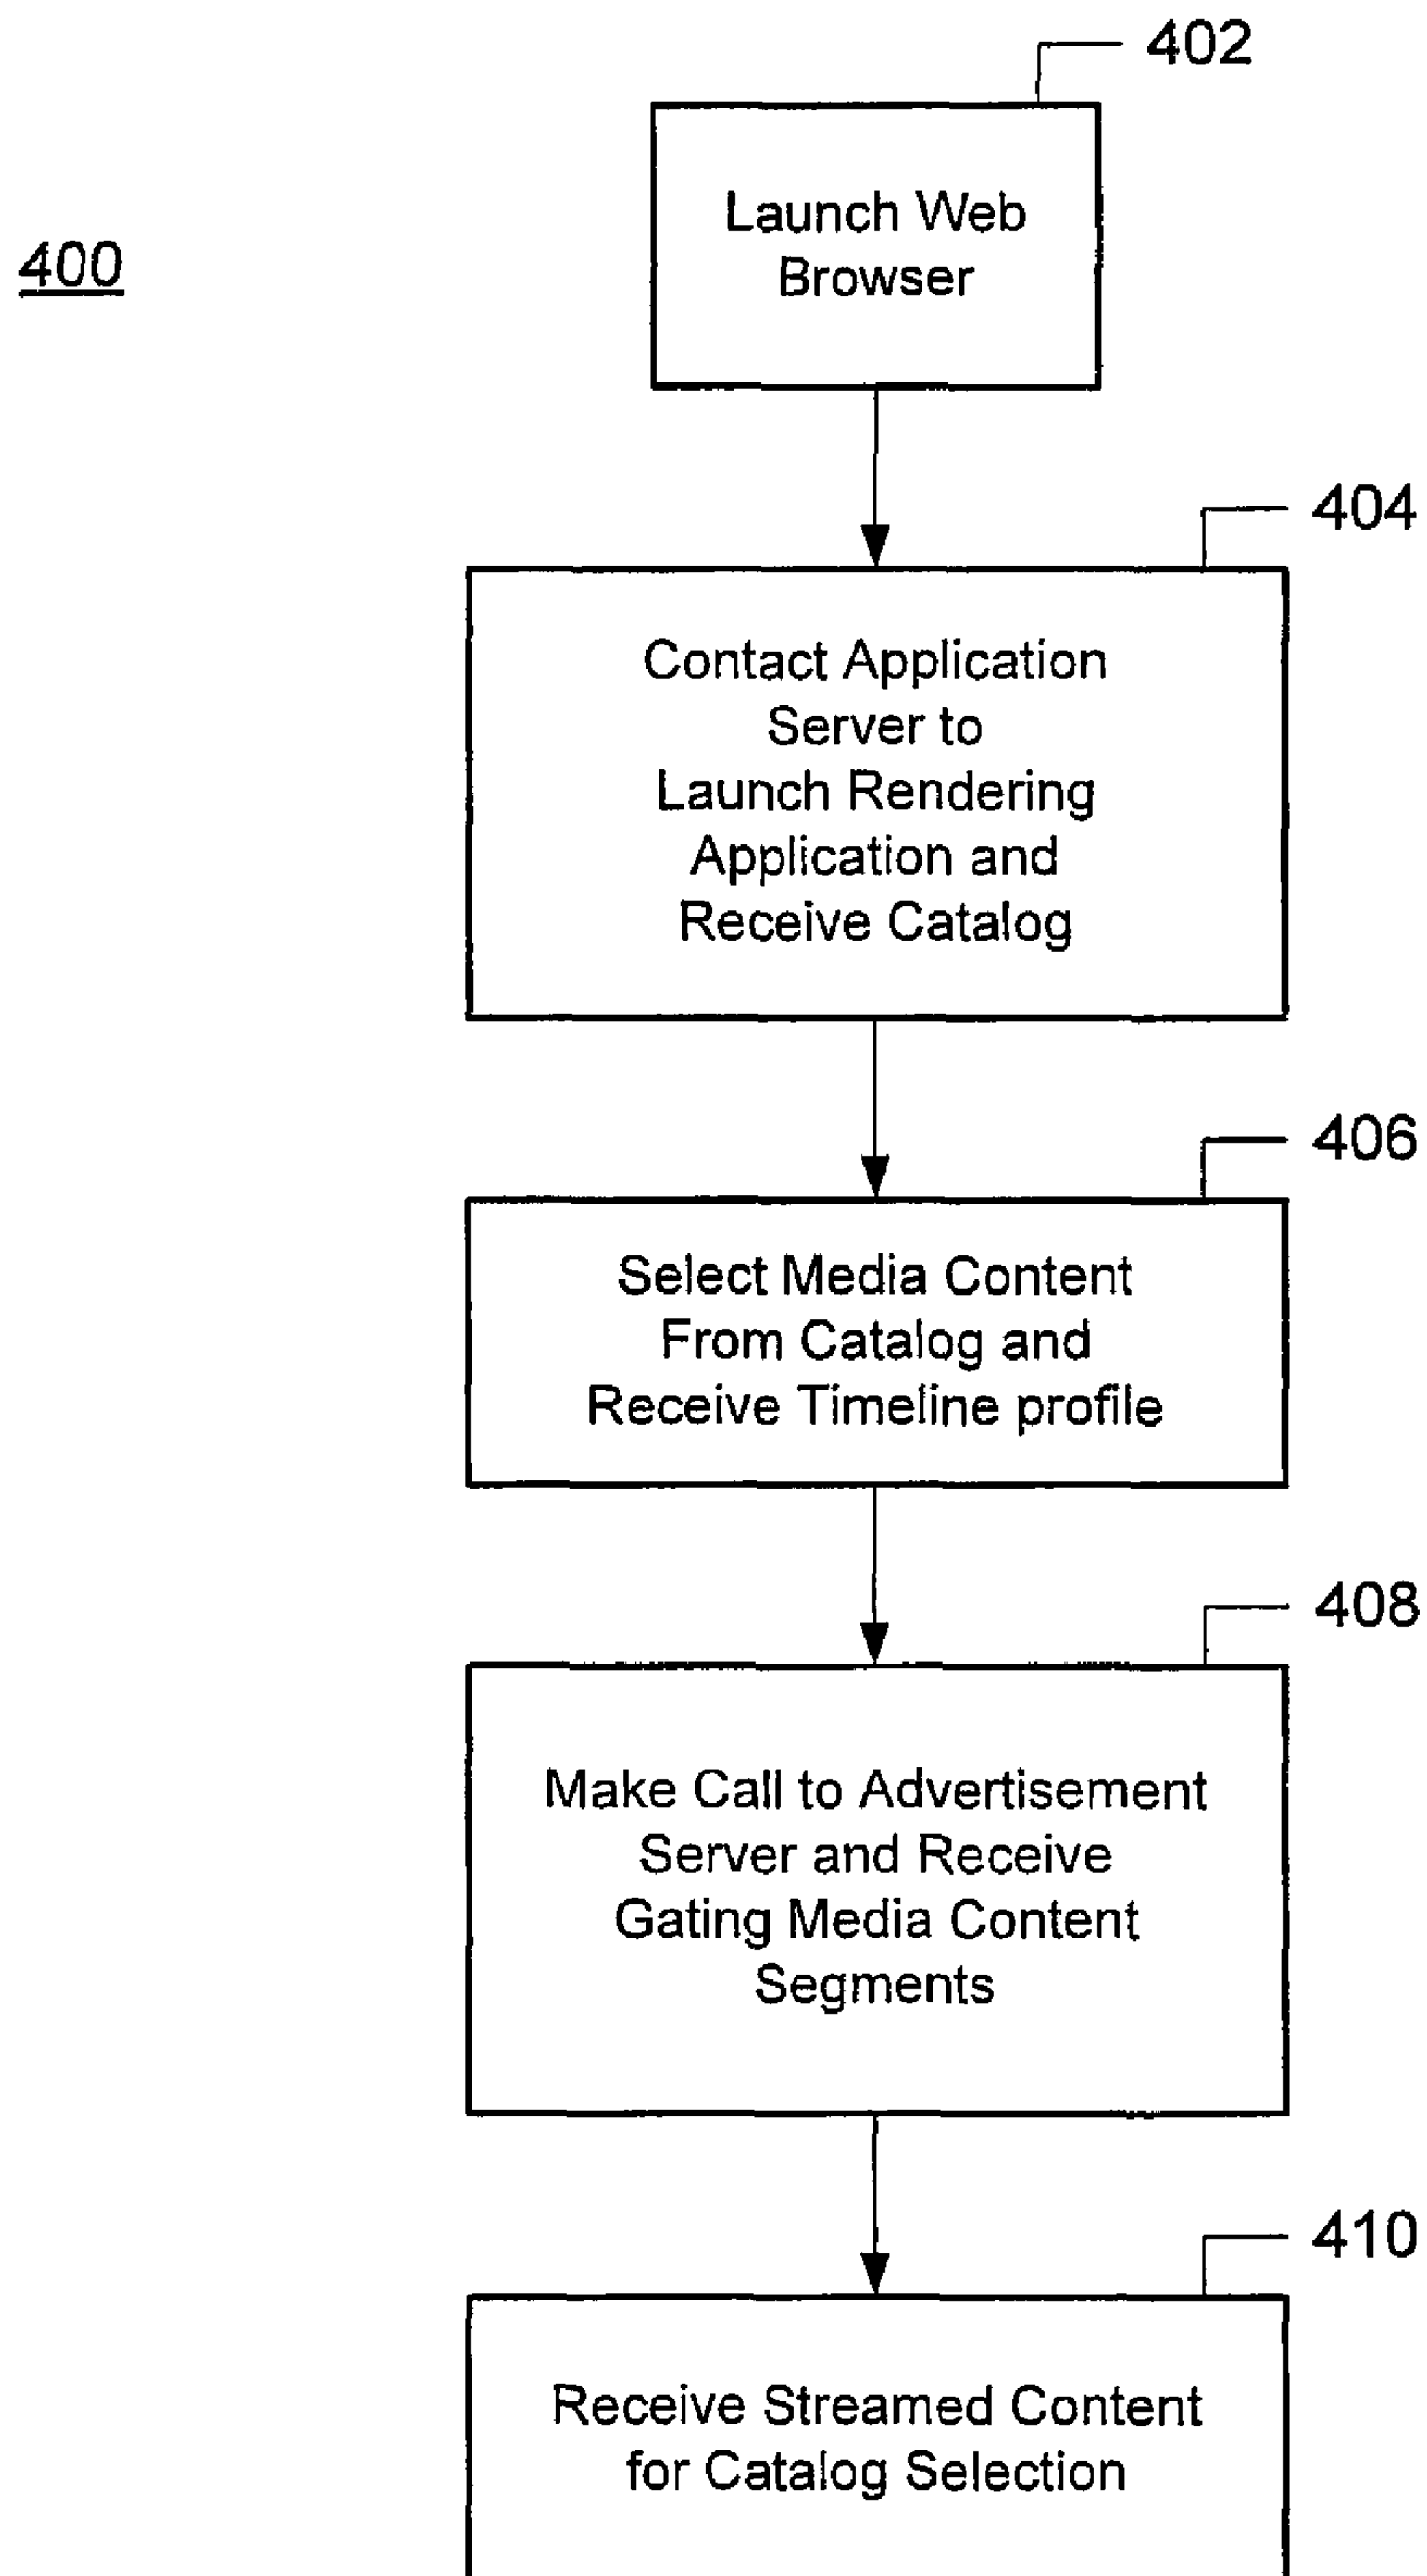 402
Launch Web
Browser
400
404
Contact Application
Server to
Launch Rendering
Application and
Receive Catalog
406
Select Media Content
From Catalog and
Receive Timeline profile
408
Make Call to Advertisement
Server and Receive
Gating Media Content
Segments
410
Receive Streamed Content
for Catalog Selection